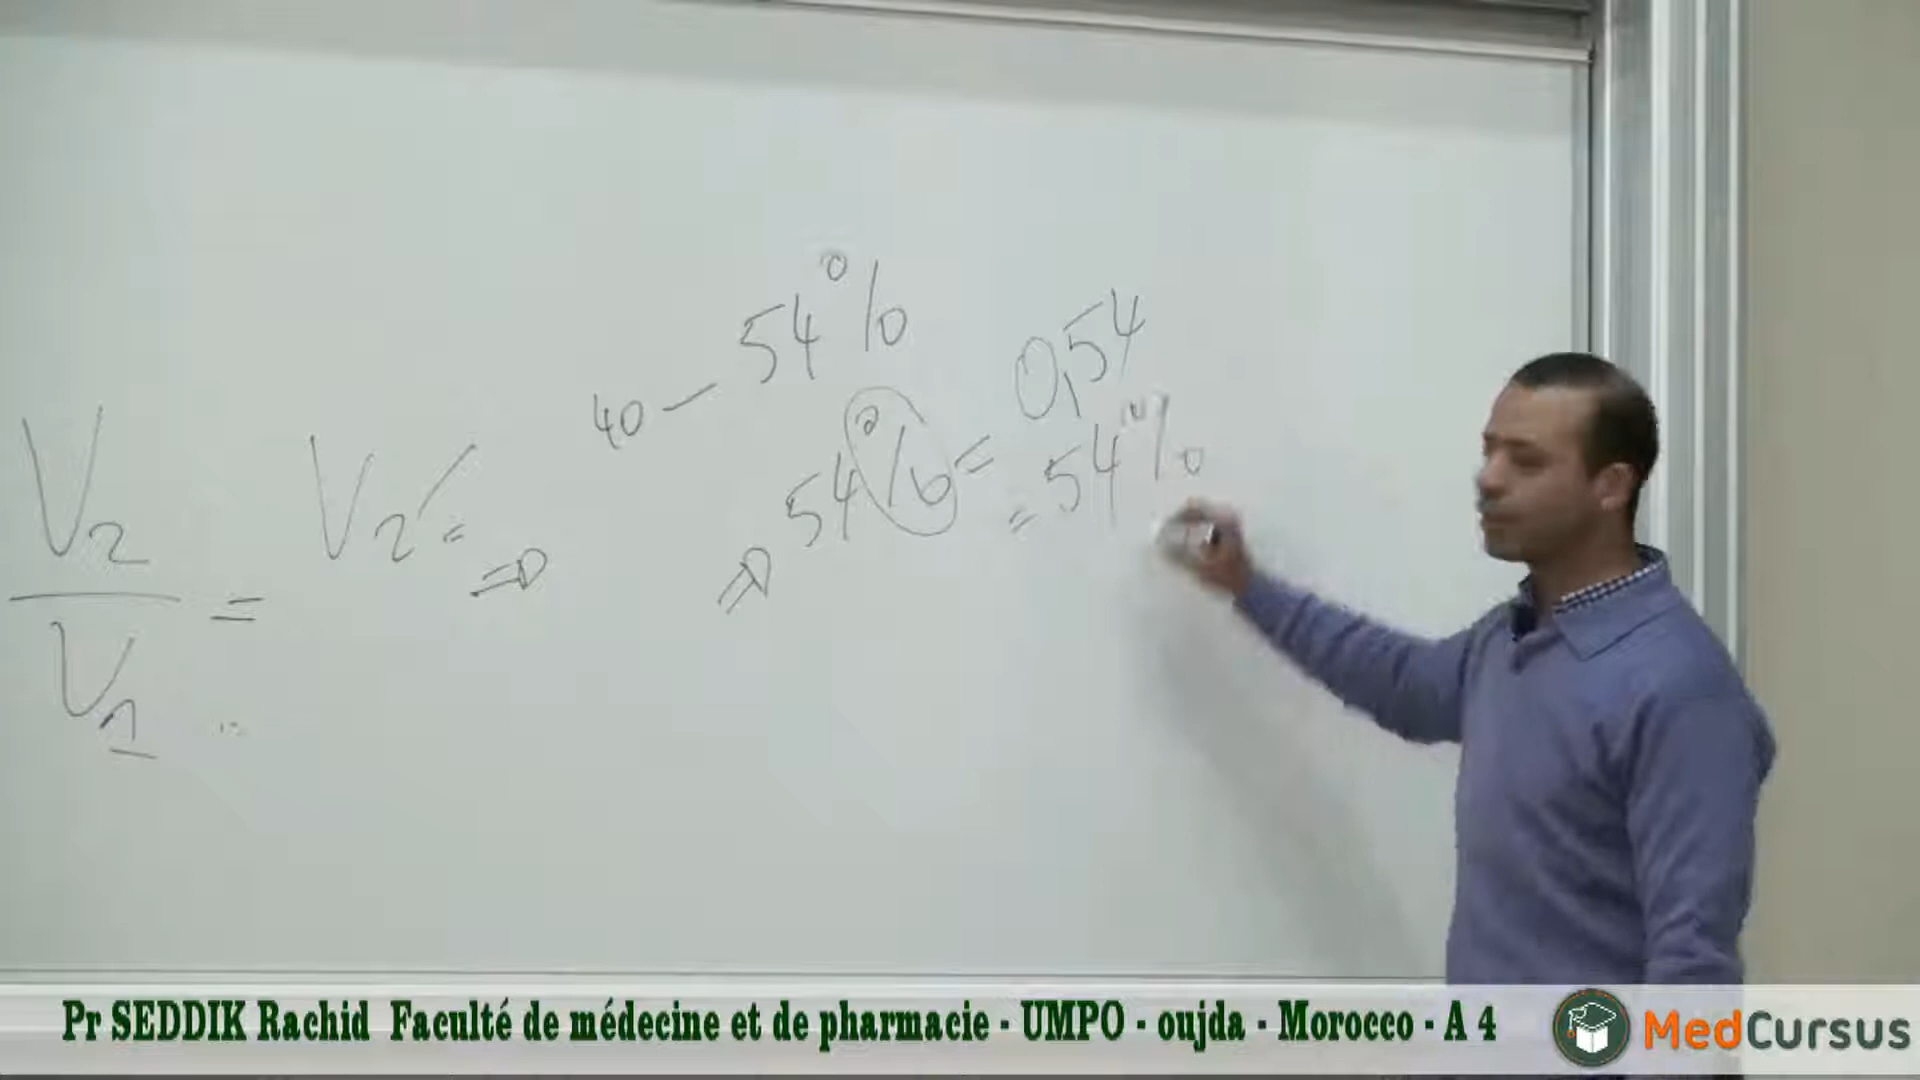 54%
0,54
40 —
54% =
= 54%
V2
V1
=
V2
=
Pr SEDDIK Rachid Faculté de médecine et de pharmacie - UMPO - oujda - Morocco - A 4
MedCursus